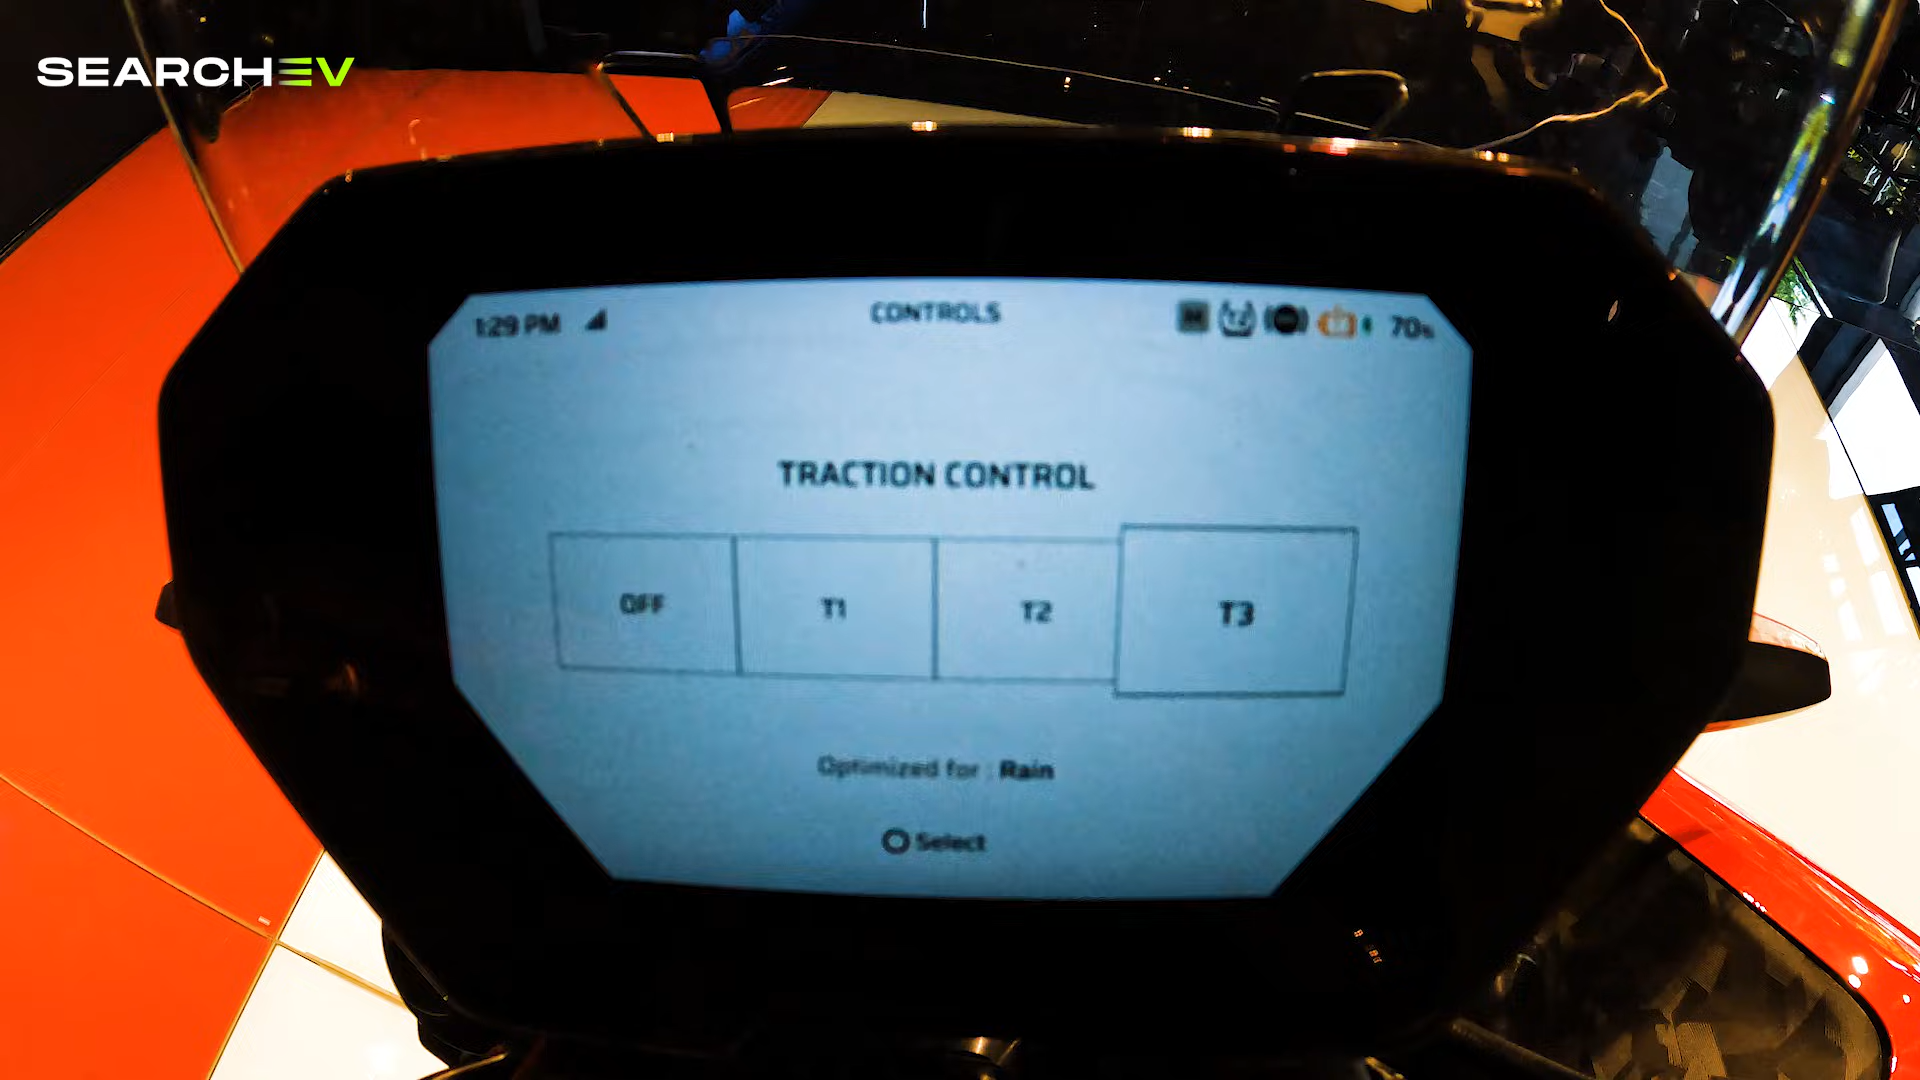 SEARCHEV
1:29 PM
CONTROLS
70%
TRACTION CONTROL
OFF
T1
T2
T3
Optimized for : Rain
Select